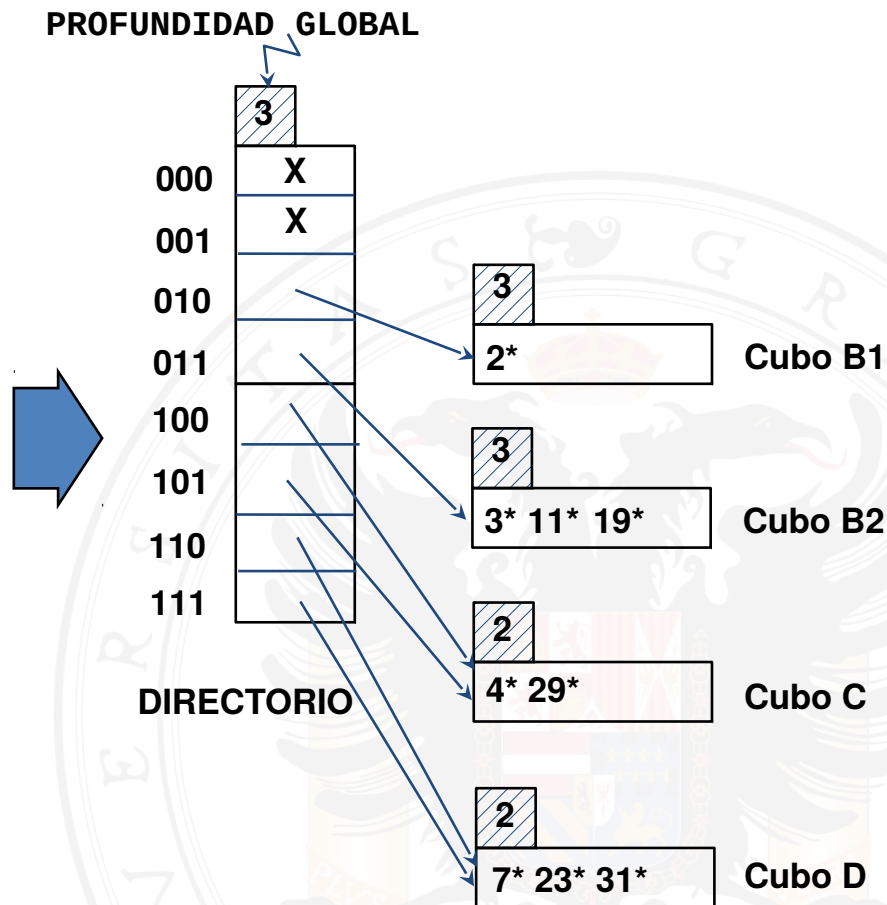 PROFUNDIDAD GLOBAL
3
000 X
001 X
010
011
100
101
110
111
DIRECTORIO
3
2* Cubo B1
3
3* 11* 19* Cubo B2
2
4* 29* Cubo C
2
7* 23* 31* Cubo D